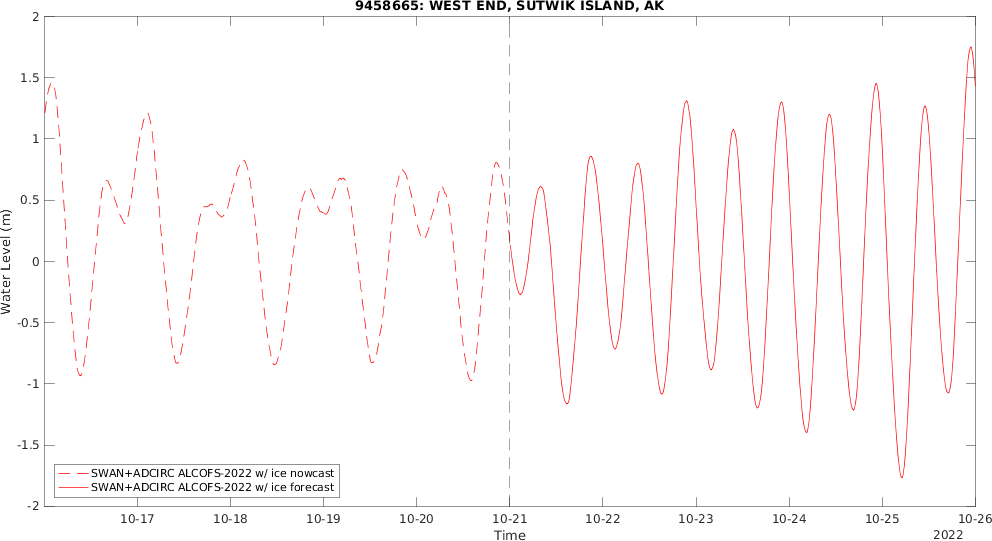 9458665: WEST END, SUTWIK ISLAND, AK
2
1.5
1
0.5
0
-0.5
-1
-1.5
-2
Water Level (m)
SWAN+ADCIRC ALCOFS-2022 w/ ice nowcast
SWAN+ADCIRC ALCOFS-2022 w/ ice forecast
10-17 10-18 10-19 10-20 10-21 10-22 10-23 10-24 10-25 10-26
Time
2022